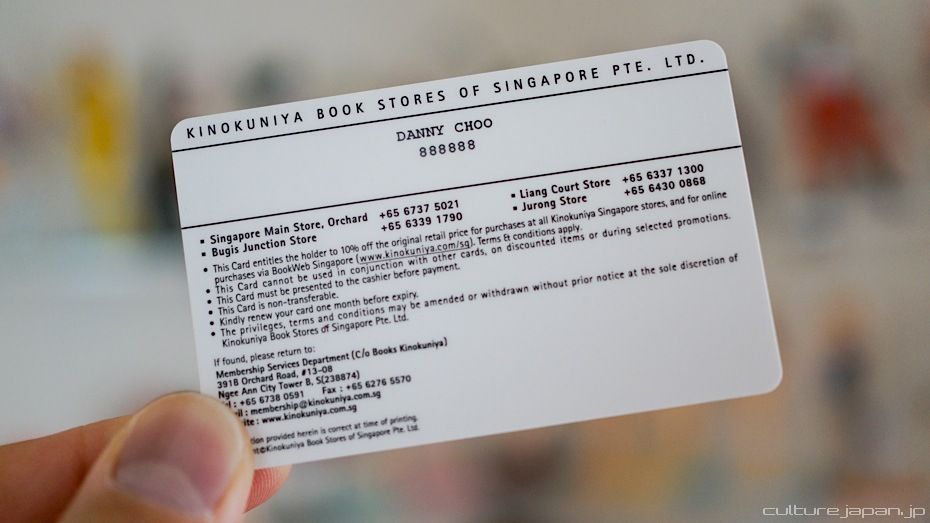 KINOKUNIYA BOOK STORES OF SINGAPORE PTE. LTD.
DANNY CHOO
888888
▪ Singapore Main Store, Orchard +65 6737 5021
▪ Bugis Junction Store +65 6339 1790
▪ Liang Court Store +65 6337 1300
▪ Jurong Store +65 6430 0868
• This Card entitles the holder to 10% off the original retail price for purchases at all Kinokuniya Singapore stores, and for online
purchases via BookWeb Singapore (www.kinokuniya.com/sg). Terms & conditions apply.
• This Card cannot be used in conjunction with other cards, on discounted items or during selected promotions.
• This Card must be presented to the cashier before payment.
• This Card is non-transferable.
• Kindly renew your card one month before expiry.
• The privileges, terms and conditions may be amended or withdrawn without prior notice at the sole discretion of
Kinokuniya Book Stores of Singapore Pte. Ltd.
If found, please return to:
Membership Services Department (C/o Books Kinokuniya)
391B Orchard Road, #13-08
Ngee Ann City Tower B, S(238874)
: +65 6738 0591 Fax : +65 6276 5570
: membership@kinokuniya.com.sg
: www.kinokuniya.com.sg
provided herein is correct at time of printing.
©Kinokuniya Book Stores of Singapore Pte. Ltd.
culturejapan.jp